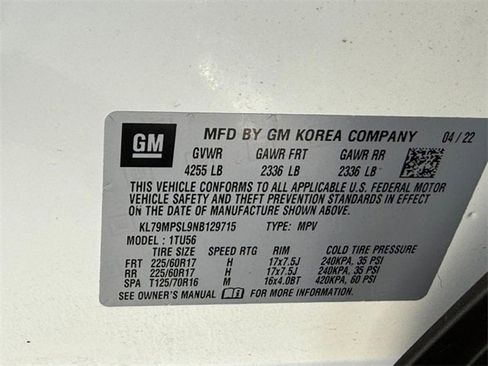 GM
MFD BY GM KOREA COMPANY 04/22
GVWR GAWR FRT GAWR RR
4255 LB 2336 LB 2336 LB
THIS VEHICLE CONFORMS TO ALL APPLICABLE U.S. FEDERAL MOTOR
VEHICLE SAFETY AND THEFT PREVENTION STANDARDS IN EFFECT ON
THE DATE OF MANUFACTURE SHOWN ABOVE.
KL79MPSL9NB129715 TYPE: MPV
MODEL: 1TU56
TIRE SIZE SPEED RTG RIM COLD TIRE PRESSURE
FRT 225/60R17 H 17x7.5J 240KPA, 35 PSI
RR 225/60R17 H 17x7.5J 240KPA, 35 PSI
SPA T125/70R16 M 16x4.0BT 420KPA, 60 PSI
SEE OWNER'S MANUAL FOR MORE INFORMATION.